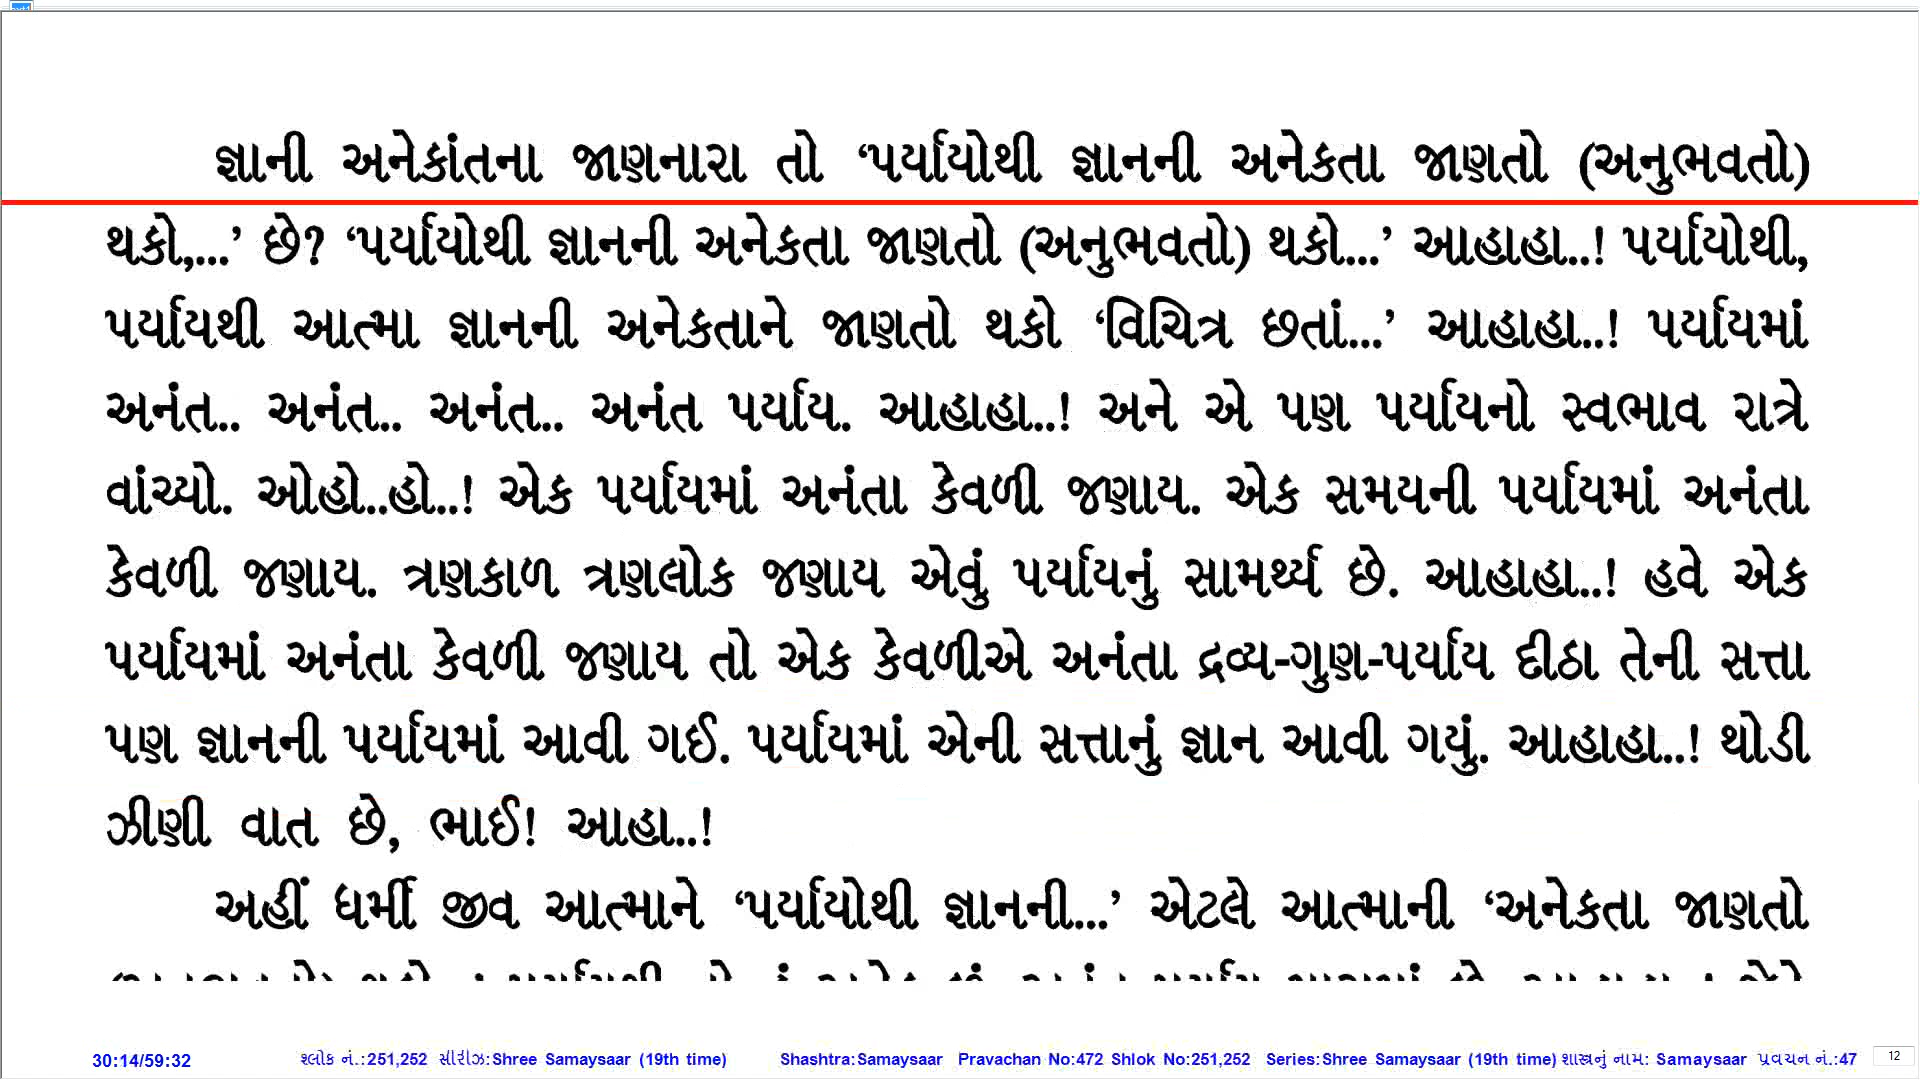 જ્ઞાની અનેકાંતના જાણનારા તો ‘પર્યાયોથી જ્ઞાનની અનેકતા જાણતો (અનુભવતો)
થકો,...’ છે? ‘પર્યાયોથી જ્ઞાનની અનેકતા જાણતો (અનુભવતો) થકો...’ આહાહા..! પર્યાયોથી,
પર્યાયથી આત્મા જ્ઞાનની અનેકતાને જાણતો થકો ‘વિચિત્ર છતાં...’ આહાહા..! પર્યાયમાં
અનંત.. અનંત.. અનંત.. અનંત પર્યાય. આહાહા..! અને એ પણ પર્યાયનો સ્વભાવ રાત્રે
વાંચ્યો. ઓહો..હો..! એક પર્યાયમાં અનંતા કેવળી જણાય. એક સમયની પર્યાયમાં અનંતા
કેવળી જણાય. ત્રણકાળ ત્રણલોક જણાય એવું પર્યાયનું સામર્થ્ય છે. આહાહા..! હવે એક
પર્યાયમાં અનંતા કેવળી જણાય તો એક કેવળીએ અનંતા દ્રવ્ય-ગુણ-પર્યાય દીઠા તેની સત્તા
પણ જ્ઞાનની પર્યાયમાં આવી ગઈ. પર્યાયમાં એની સત્તાનું જ્ઞાન આવી ગયું. આહાહા..! થોડી
ઝીણી વાત છે, ભાઈ! આહા..!
અહીં ધર્મી જીવ આત્માને ‘પર્યાયોથી જ્ઞાનની...’ એટલે આત્માની ‘અનેકતા જાણતો
30:14/59:32 શ્લોક નં.:251,252 સીરીઝ:Shree Samaysaar (19th time) Shashtra:Samaysaar Pravachan No:472 Shlok No:251,252 Series:Shree Samaysaar (19th time) શાસ્ત્રનું નામ: Samaysaar પ્રવચન નં.:47 12